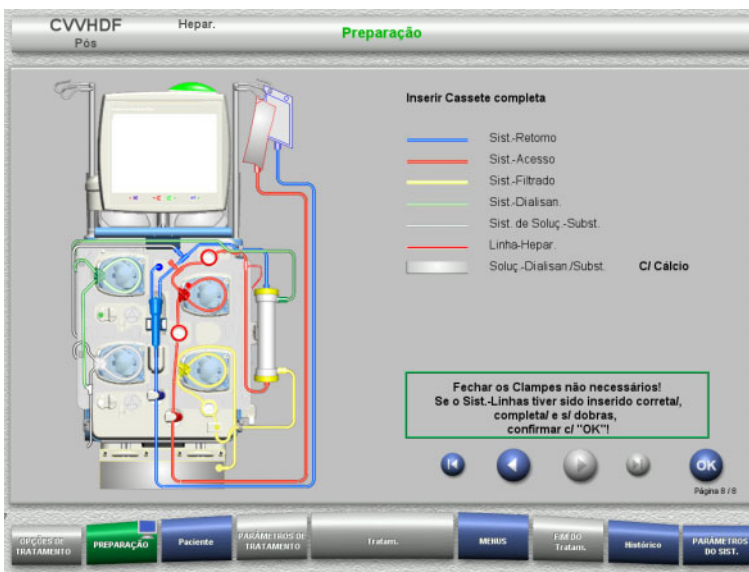 CVVHDF
Hepar.
Pós
Preparação
Inserir Cassete completa
Sist.-Retorno
Sist.-Acesso
Sist.-Filtrado
Sist.-Dialisan.
Sist. de Soluç.-Subst.
Linha-Hepar.
Soluç.-Dialisan./Subst. C/ Cálcio
Fechar os Clampes não necessários!
Se o Sist.-Linhas tiver sido inserido correta/,
completa/ e s/ dobras,
confirmar c/ "OK"!
OK
Página 8 / 8
OPÇÕES DE
TRATAMENTO
PREPARAÇÃO
Paciente
PARÂMETROS DE
TRATAMENTO
Tratam.
MENUS
FIM DO
Tratam.
Histórico
PARÂMETROS
DO SIST.